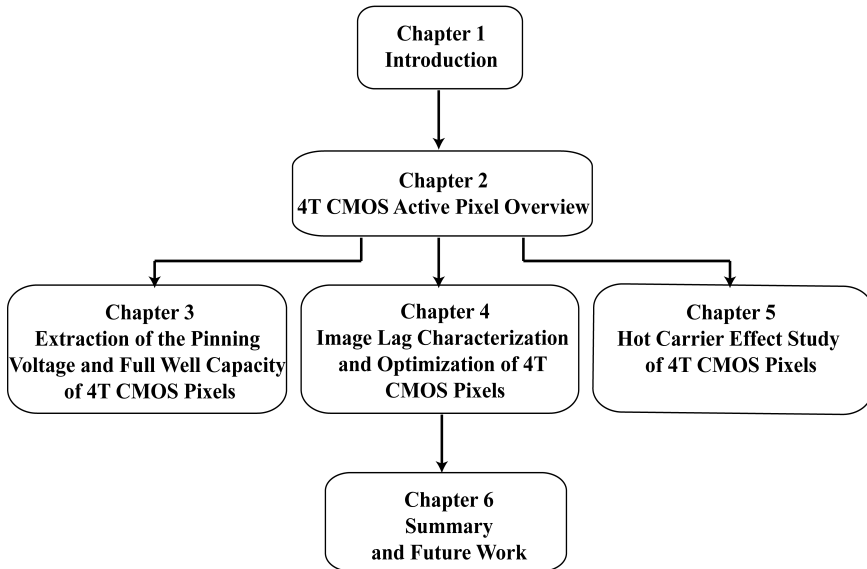 Chapter 1
Introduction
Chapter 2
4T CMOS Active Pixel Overview
Chapter 3
Extraction of the Pinning
Voltage and Full Well Capacity
of 4T CMOS Pixels
Chapter 4
Image Lag Characterization
and Optimization of 4T
CMOS Pixels
Chapter 5
Hot Carrier Effect Study
of 4T CMOS Pixels
Chapter 6
Summary
and Future Work